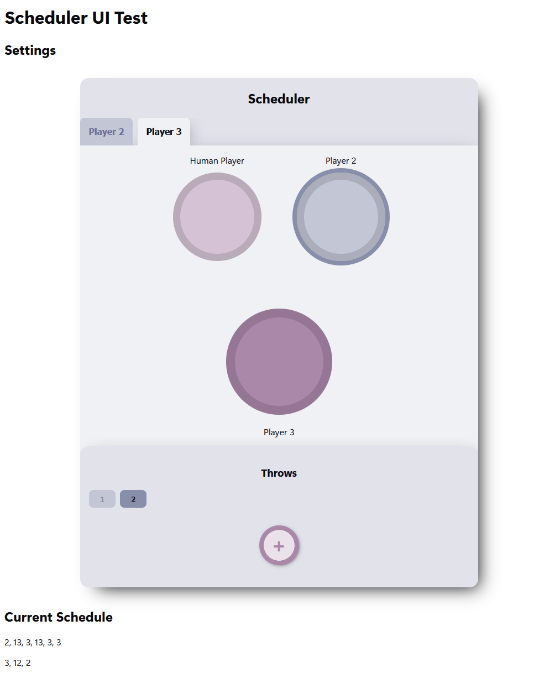 Scheduler UI Test
Settings
Scheduler
Player 2
Player 3
Human Player
Player 2
Player 3
Throws
1
2
+
Current Schedule
2, 13, 3, 13, 3, 3
3, 12, 2